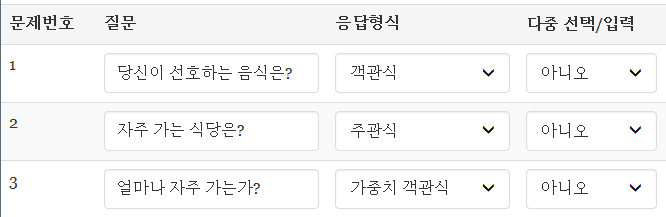 문제번호 질문 응답형식 다중 선택/입력
1 당신이 선호하는 음식은? 객관식 아니오
2 자주 가는 식당은? 주관식 아니오
3 얼마나 자주 가는가? 가중치 객관식 아니오